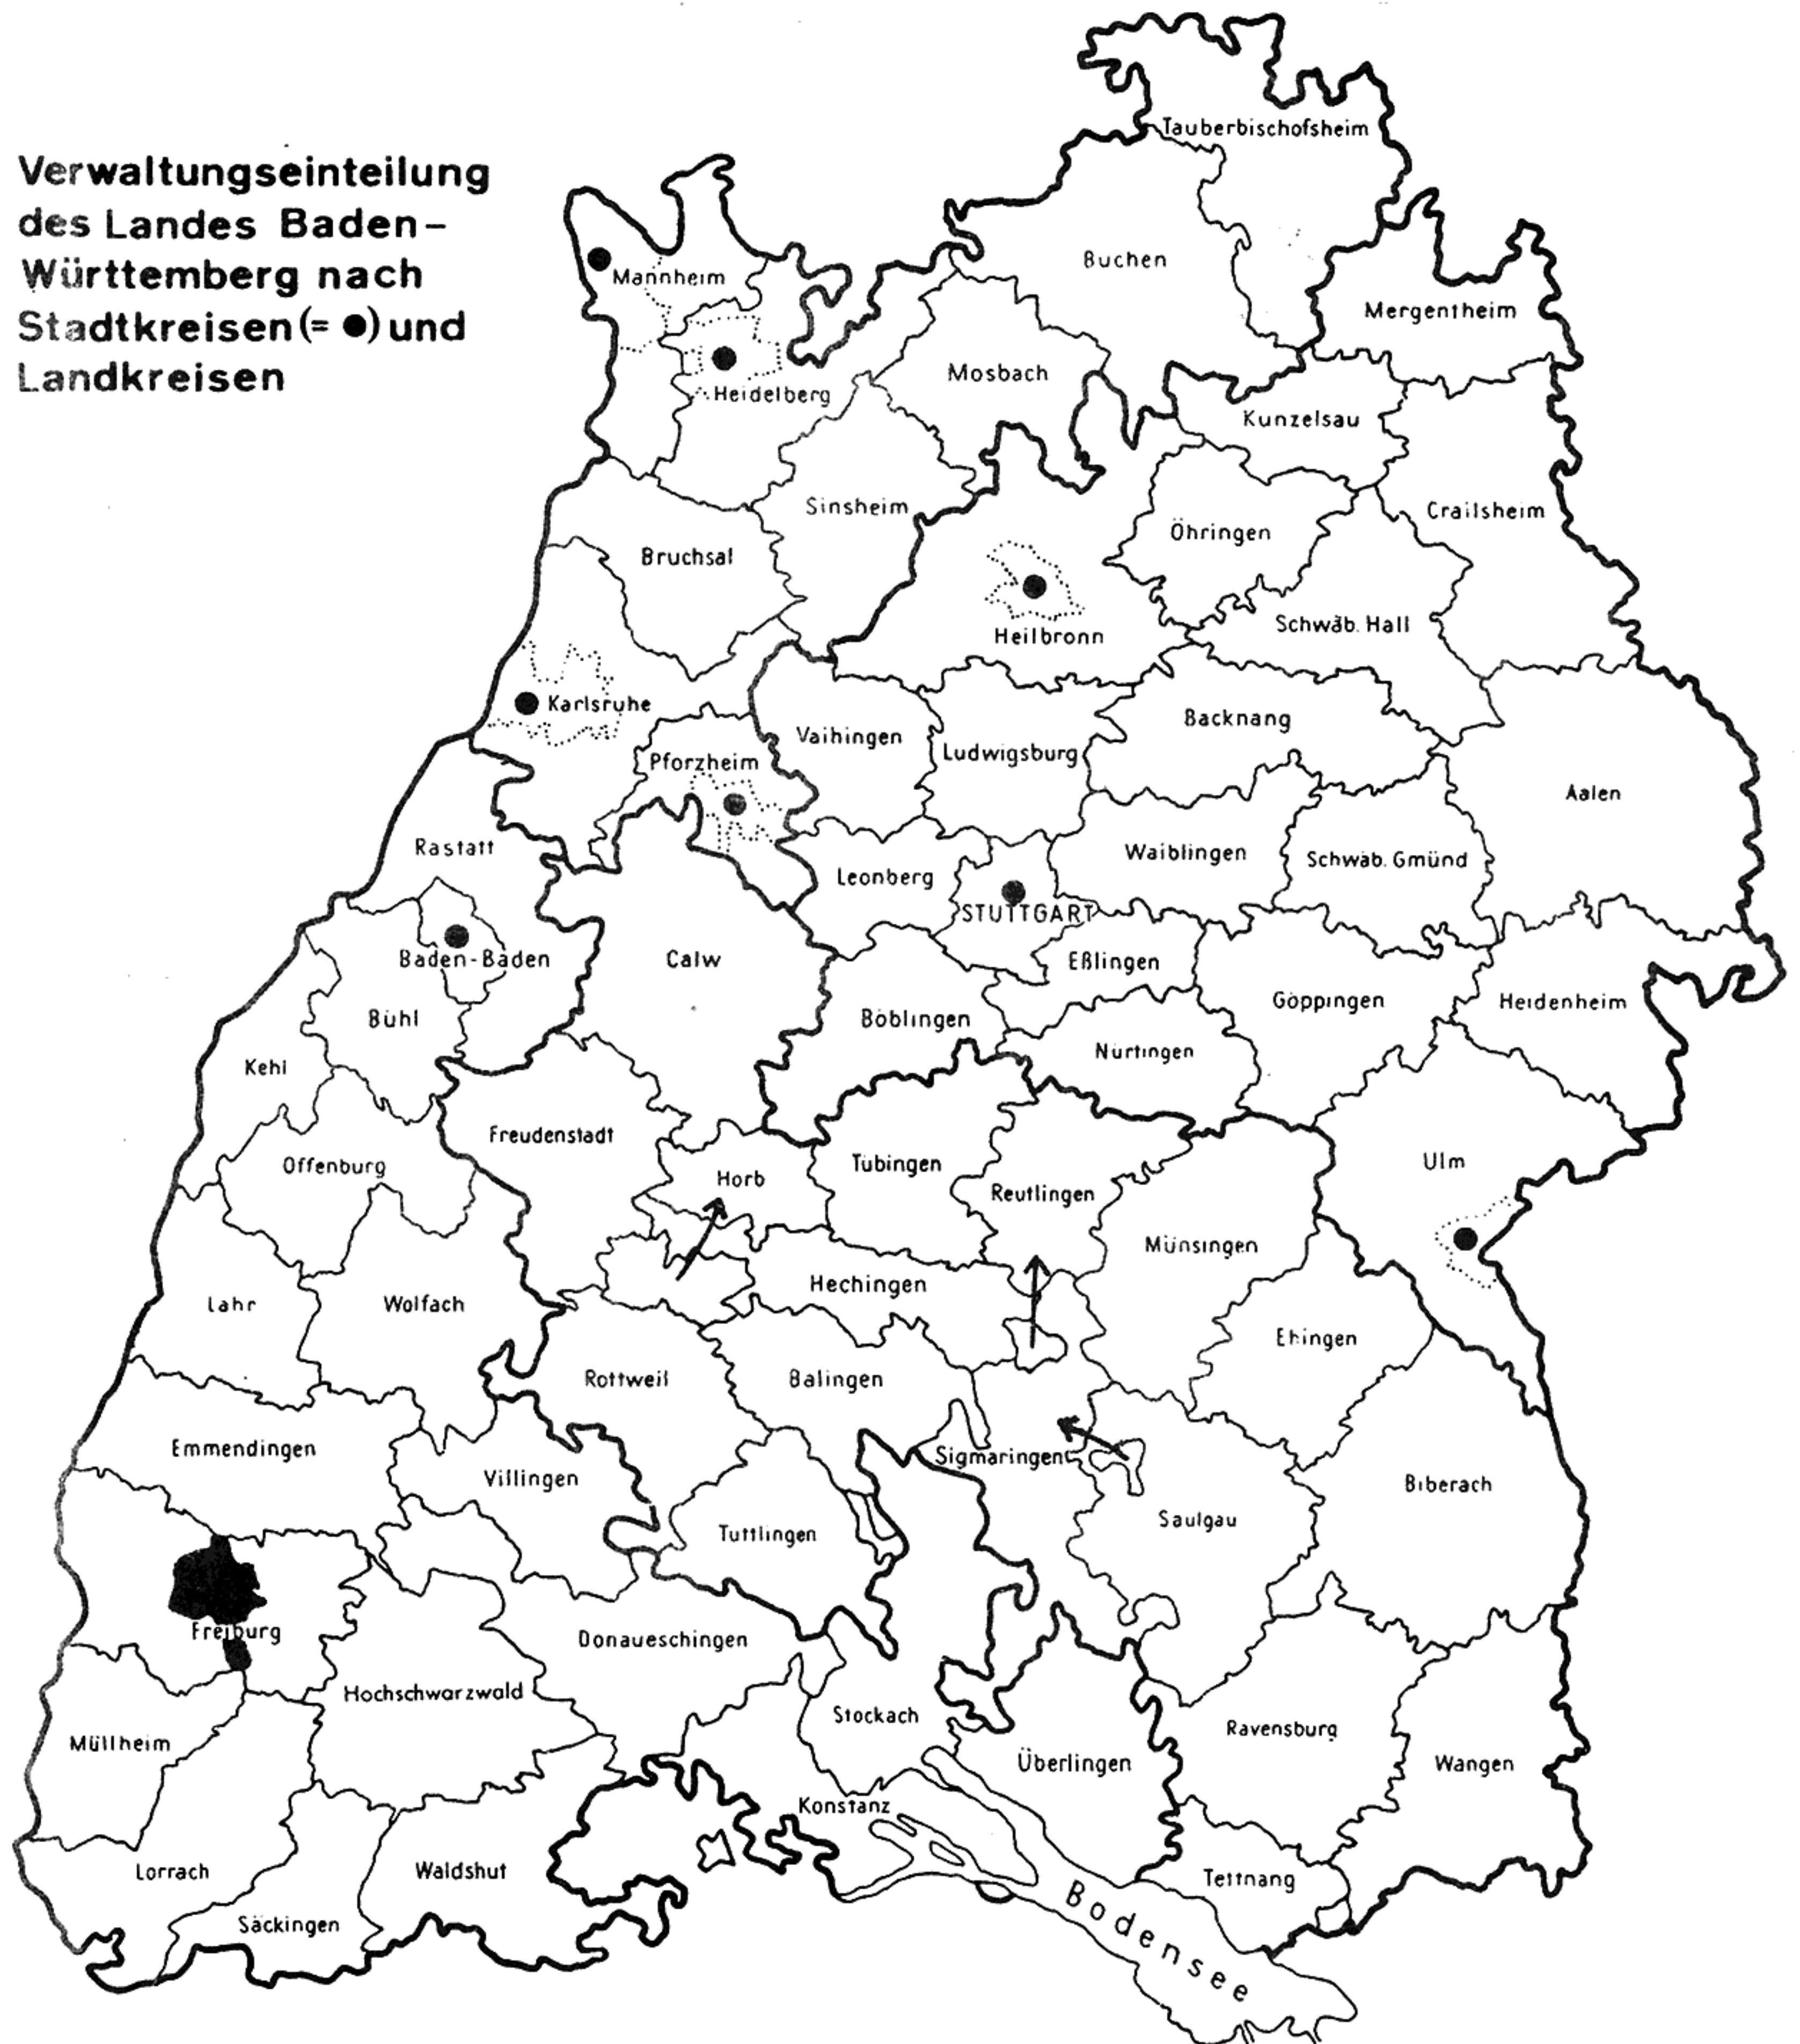 Verwaltungseinteilung
des Landes Baden-
Württemberg nach
Stadtkreisen (= ●) und
Landkreisen
Tauberbischofsheim
Buchen
Mannheim
Mergentheim
Heidelberg
Mosbach
Kunzelsau
Sinsheim
Crailsheim
Öhringen
Bruchsal
Heilbronn
Schwäb. Hall
Karlsruhe
Backnang
Vaihingen
Ludwigsburg
Pforzheim
Aalen
Rastatt
Waiblingen
Schwäb. Gmünd
Leonberg
STUTTGART
Baden-Baden
Calw
Eßlingen
Göppingen
Heidenheim
Bühl
Böblingen
Nürtingen
Kehl
Freudenstadt
Offenburg
Horb
Tübingen
Ulm
Reutlingen
Münsingen
Lahr
Wolfach
Hechingen
Ehingen
Rottweil
Balingen
Emmendingen
Villingen
Sigmaringen
Biberach
Saulgau
Tuttlingen
Freiburg
Donaueschingen
Hochschwarzwald
Stockach
Ravensburg
Müllheim
Überlingen
Wangen
Konstanz
Lörrach
Waldshut
Tettnang
Säckingen
Bodensee